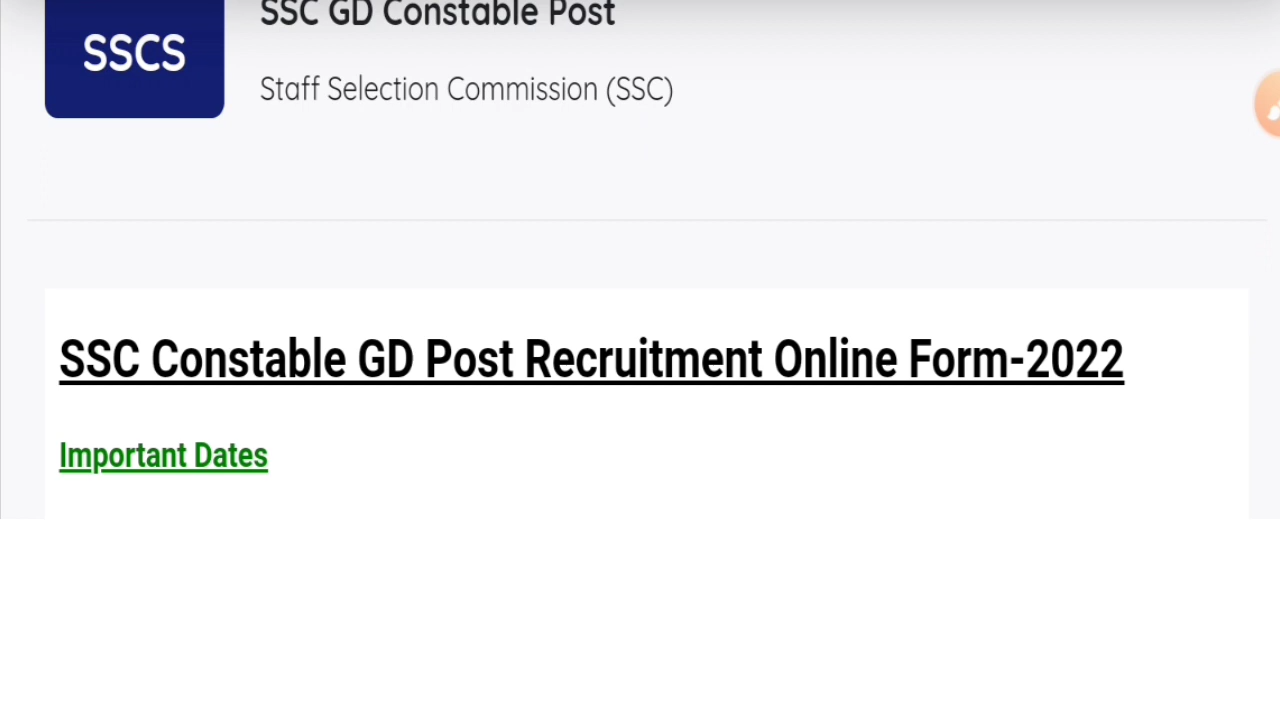 SSC GD Constable Post
SSCS
Staff Selection Commission (SSC)
SSC Constable GD Post Recruitment Online Form-2022
Important Dates